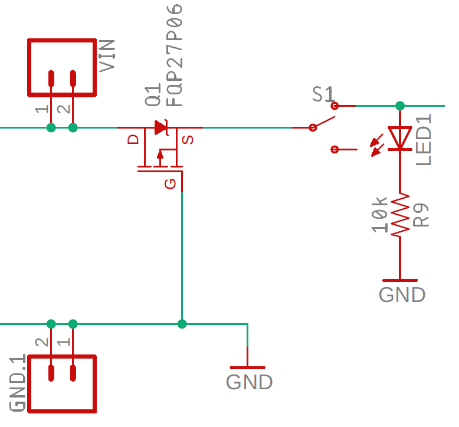 VIN
1
2
Q1
FQP27P06
D
S
G
S1
LED1
10k
R9
GND
2
1
GND.1
GND